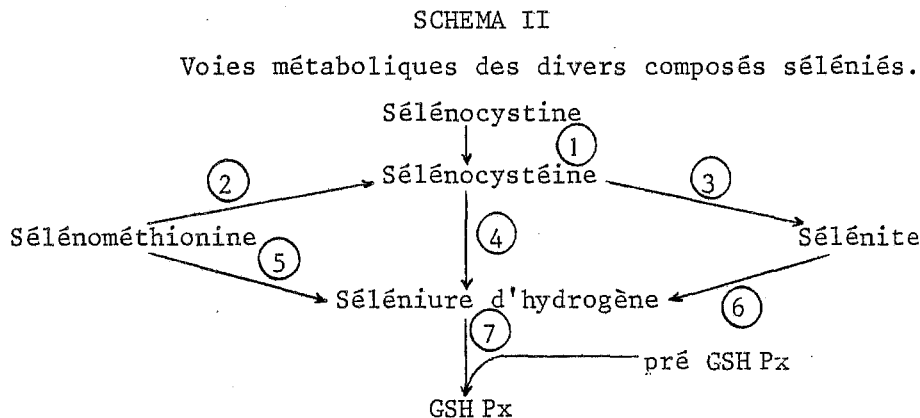 SCHEMA II
Voies métaboliques des divers composés séléniés.
Sélénocystine
1
Sélénocystéine
2
3
Sélénométhionine
4
Sélénite
5
Séléniure d'hydrogène
6
7
pré GSH Px
GSH Px